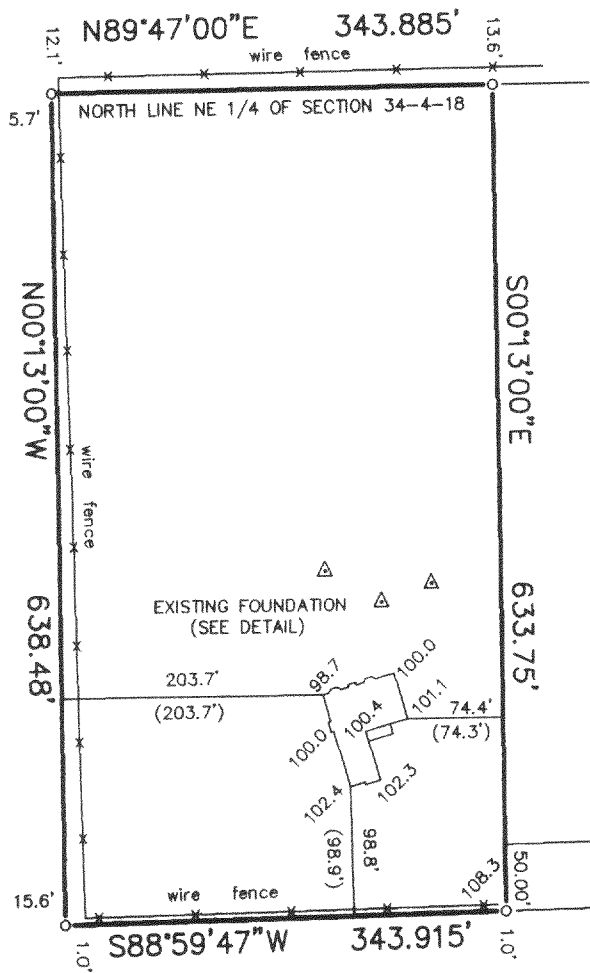 N89°47'00"E 343.885'
12.1'
13.6'
wire fence
5.7'
NORTH LINE NE 1/4 OF SECTION 34-4-18
N00°13'00"W
S00°13'00"E
wire fence
638.48'
633.75'
EXISTING FOUNDATION
(SEE DETAIL)
203.7'
(203.7')
98.7
100.0
101.1
100.4
74.4'
(74.3')
100.0
102.4
102.3
98.8'
(98.9')
108.3
50.00'
15.6'
wire fence
1.0'
S88°59'47"W 343.915'
1.0'